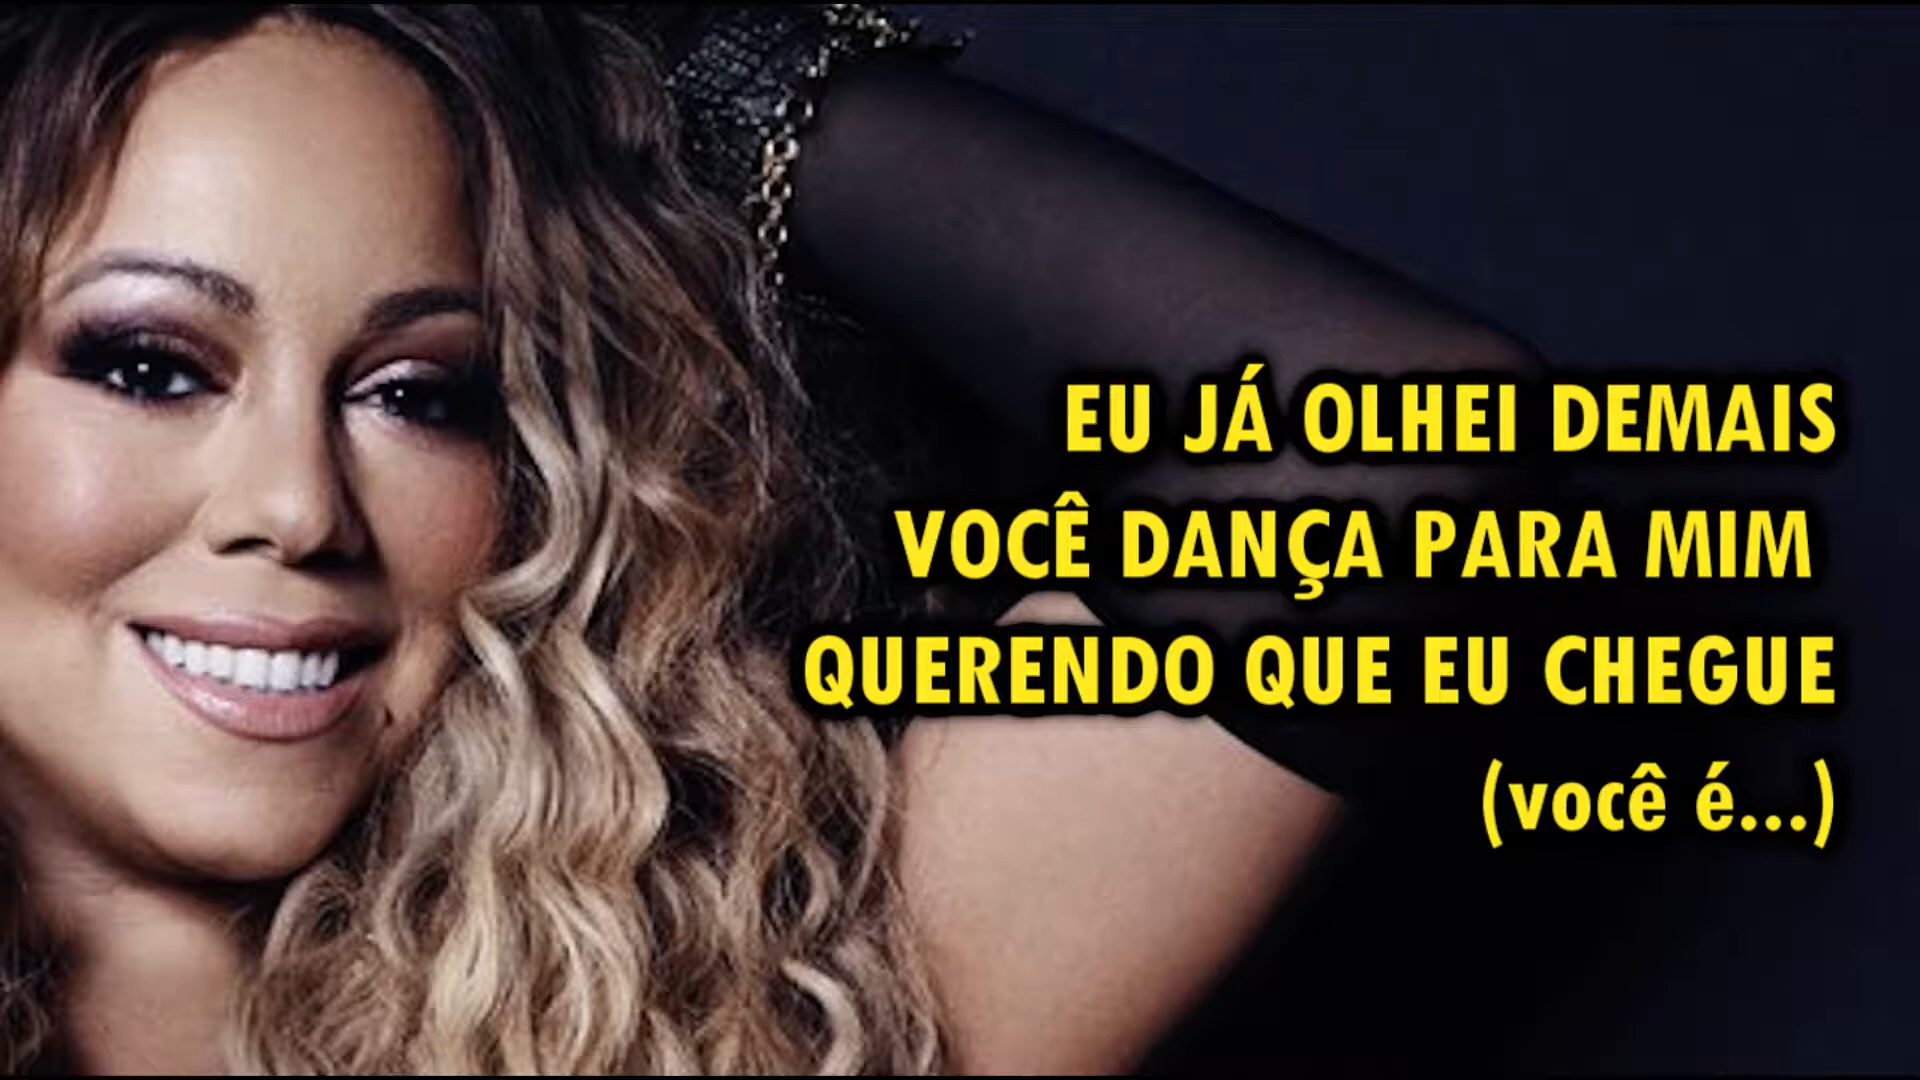 EU JÁ OLHEI DEMAIS
VOCÊ DANÇA PARA MIM
QUERENDO QUE EU CHEGUE
(você é...)